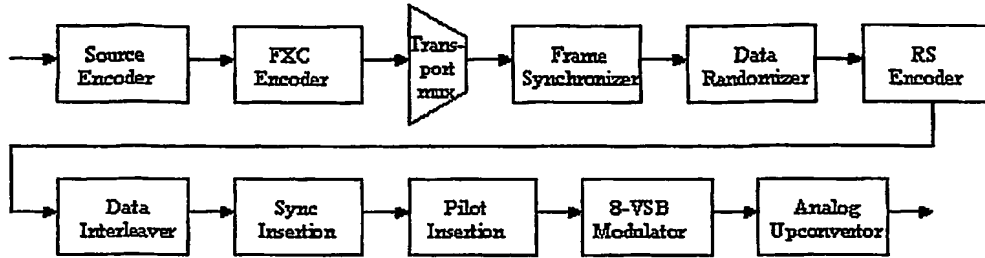 Source
Encoder
FXC
Encoder
Trans-
port
mux
Frame
Synchronizer
Data
Randomizer
RS
Encoder
Data
Interleaver
Sync
Insertion
Pilot
Insertion
8-VSB
Modulator
Analog
Upconvertor